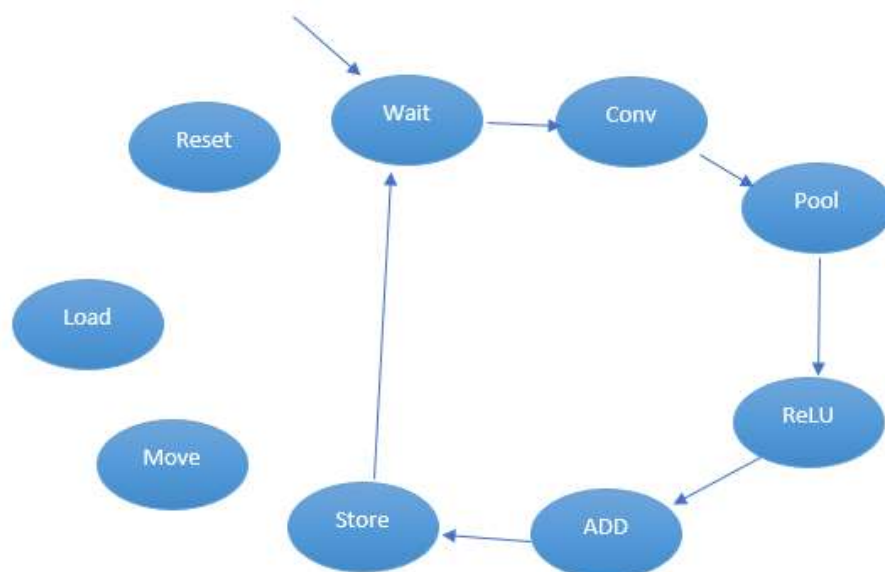 Wait
Conv
Reset
Pool
Load
ReLU
Move
Store
ADD